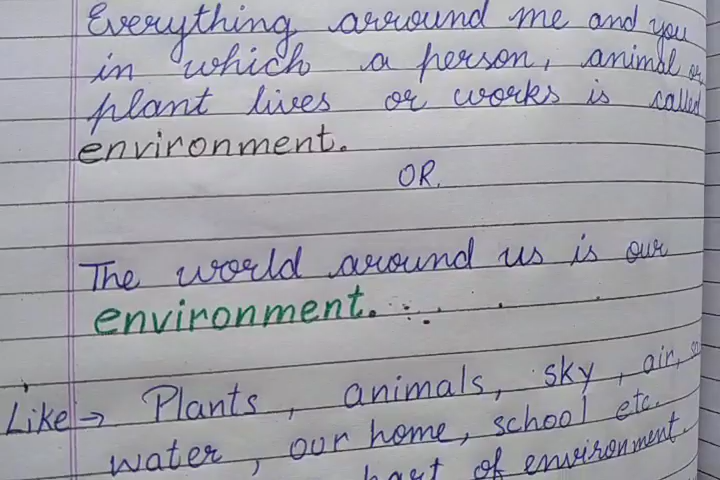 Everything arround me and you
in which a person, animal or
plant lives or works is called
environment.
OR.
The world around us is our
environment.
Like → Plants, animals, sky, air,
water, our home, school etc.
part of environment.